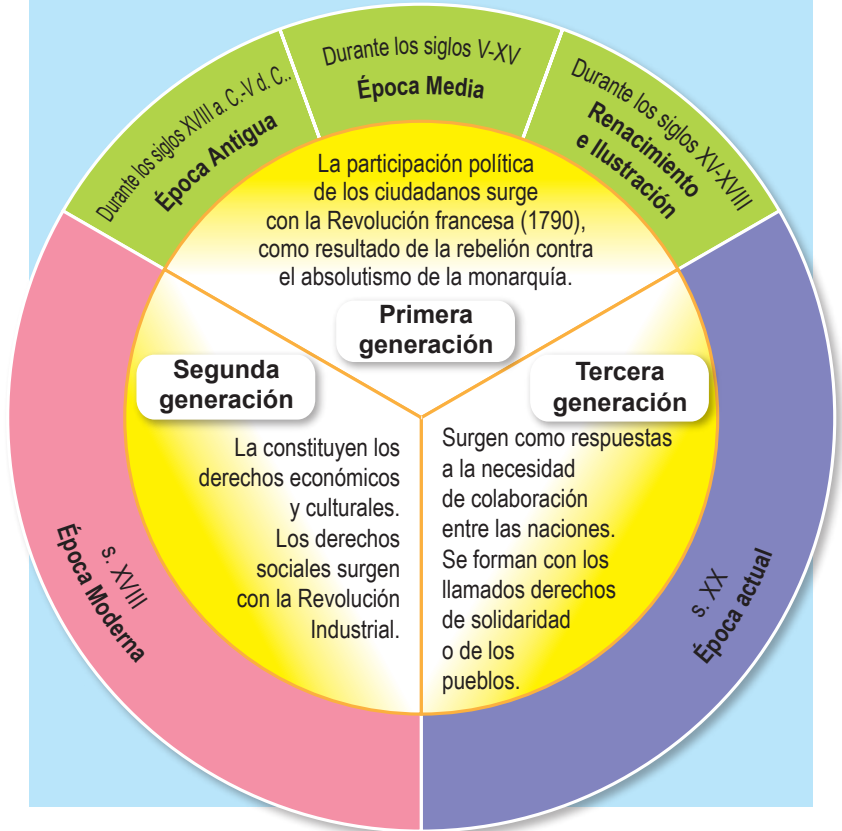 Durante los siglos XVIII a. C.-V d. C..
Época Antigua
Durante los siglos V-XV
Época Media
Durante los siglos XV-XVIII
Renacimiento
e Ilustración
La participación política
de los ciudadanos surge
con la Revolución francesa (1790),
como resultado de la rebelión contra
el absolutismo de la monarquía.
Primera
generación
Segunda
generación
La constituyen los
derechos económicos
y culturales.
Los derechos
sociales surgen
con la Revolución
Industrial.
Tercera
generación
Surgen como respuestas
a la necesidad
de colaboración
entre las naciones.
Se forman con los
llamados derechos
de solidaridad
o de los
pueblos.
s. XVIII
Época Moderna
s. XX
Época actual